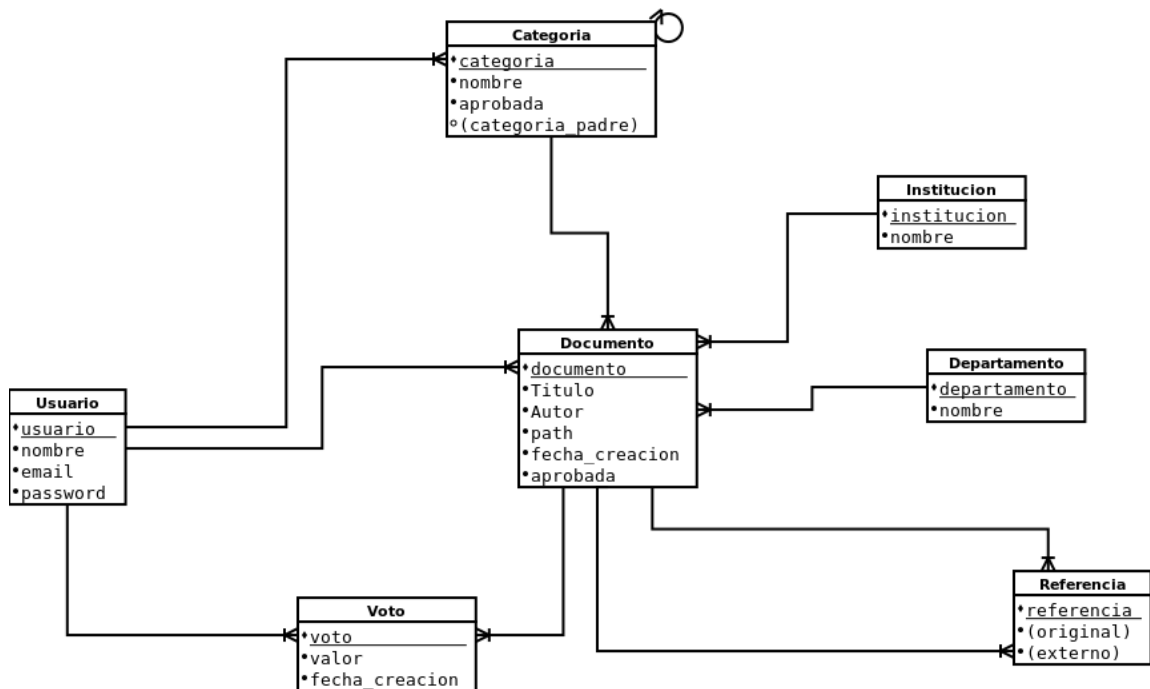 Categoria
categoria
nombre
aprobada
(categoria_padre)
Institucion
institucion
nombre
Documento
documento
Titulo
Autor
path
fecha_creacion
aprobada
Departamento
departamento
nombre
Usuario
usuario
nombre
email
password
Referencia
referencia
(original)
(externo)
Voto
voto
valor
fecha_creacion